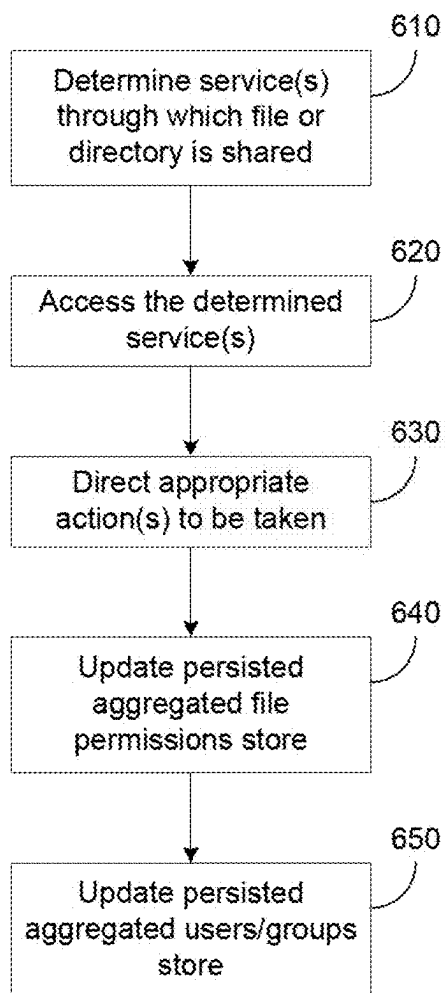 610
Determine service(s)
through which file or
directory is shared
620
Access the determined
service(s)
630
Direct appropriate
action(s) to be taken
640
Update persisted
aggregated file
permissions store
650
Update persisted
aggregated users/groups
store